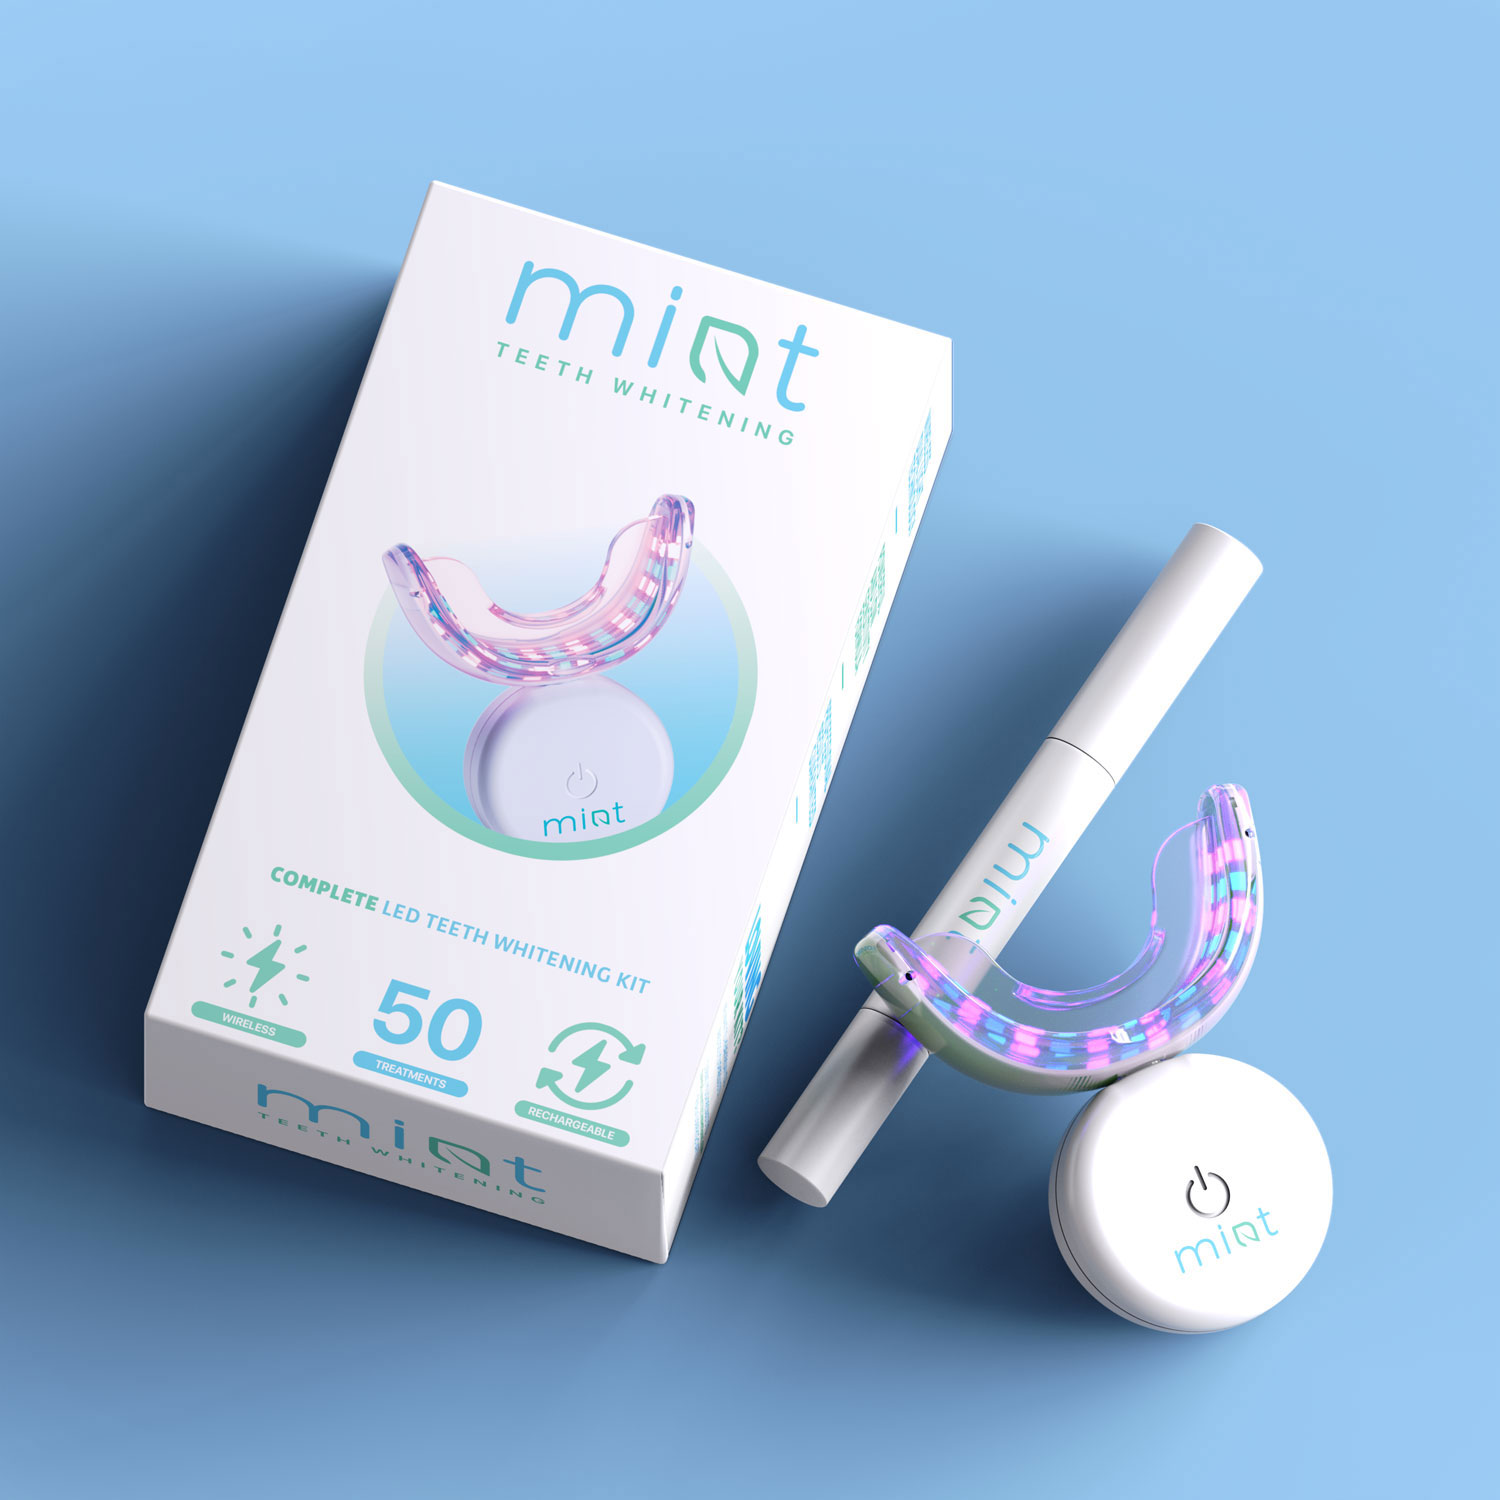 mint
TEETH WHITENING
mint
COMPLETE LED TEETH WHITENING KIT
WIRELESS
50
TREATMENTS
RECHARGEABLE
mint
TEETH WHITENING
mint
mint